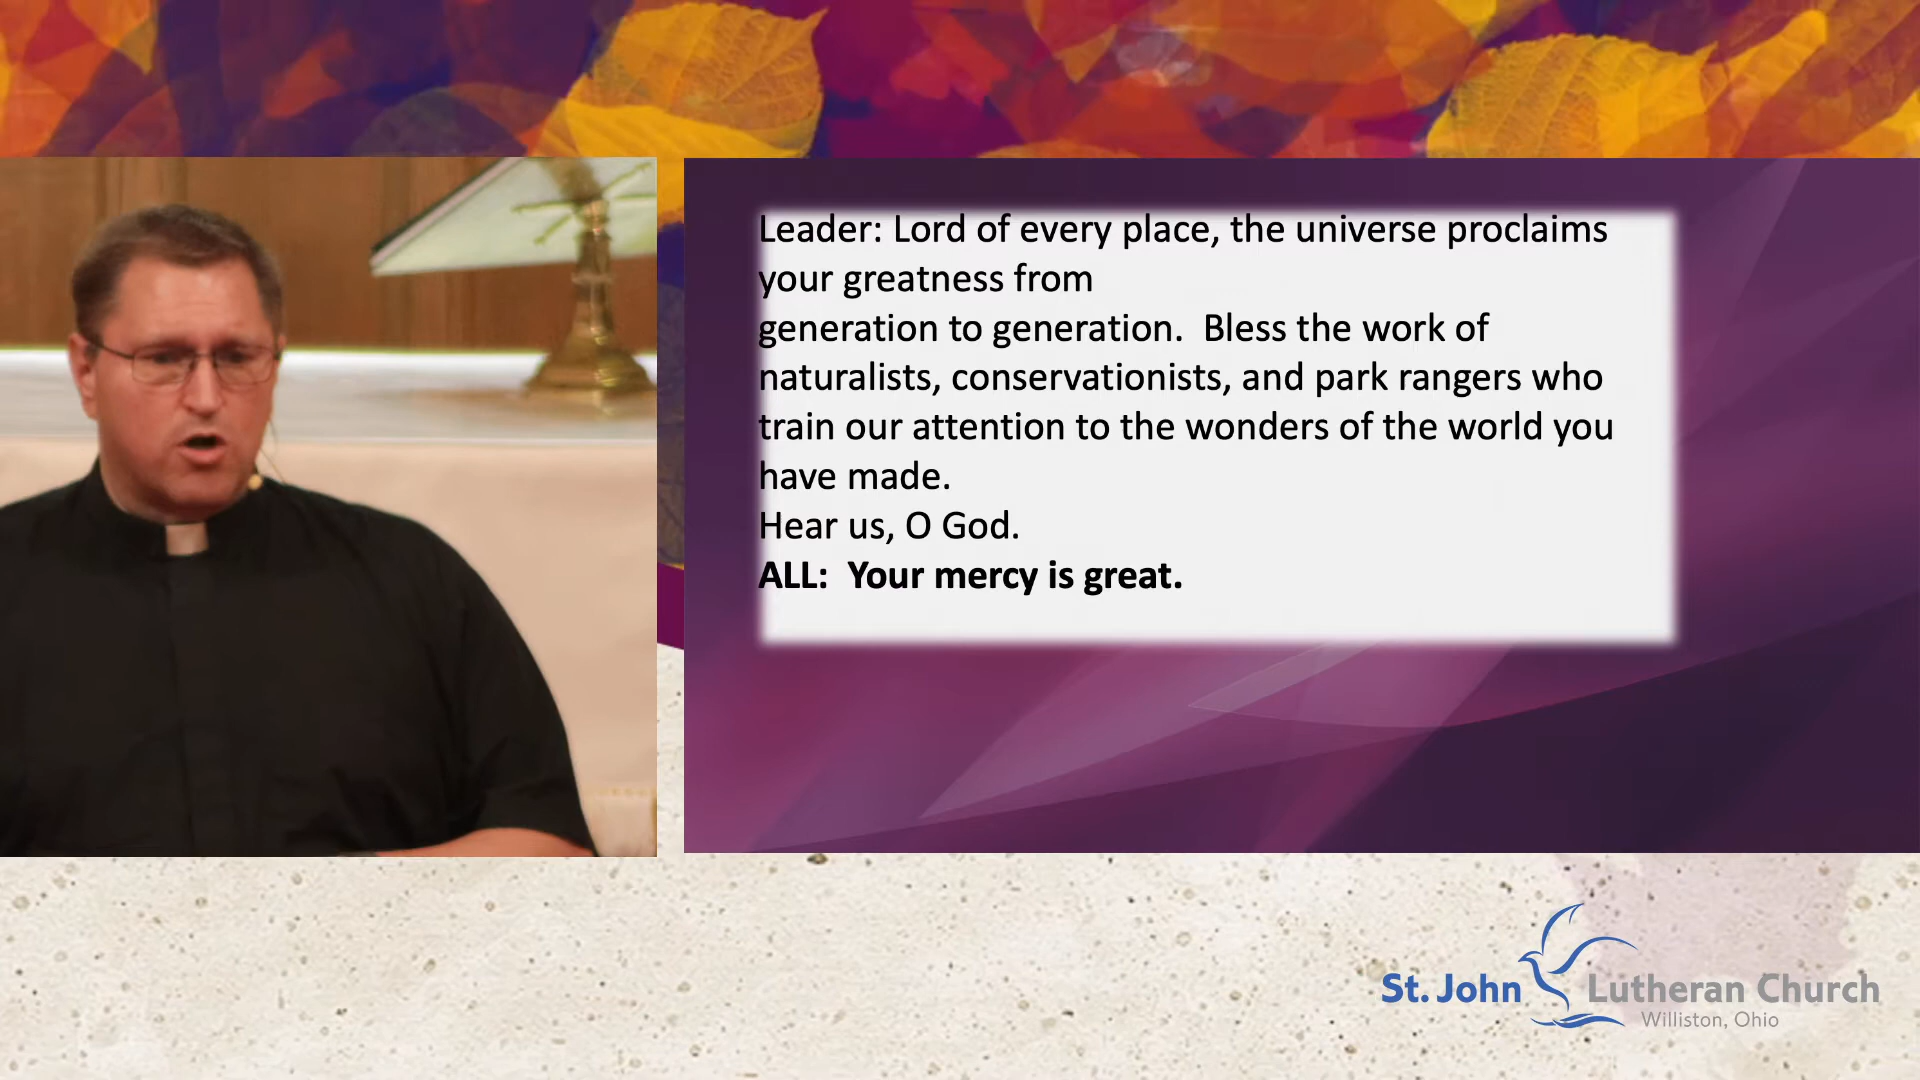 Leader: Lord of every place, the universe proclaims
your greatness from
generation to generation.  Bless the work of
naturalists, conservationists, and park rangers who
train our attention to the wonders of the world you
have made.
Hear us, O God.
ALL:  Your mercy is great.
St. John Lutheran Church
Williston, Ohio